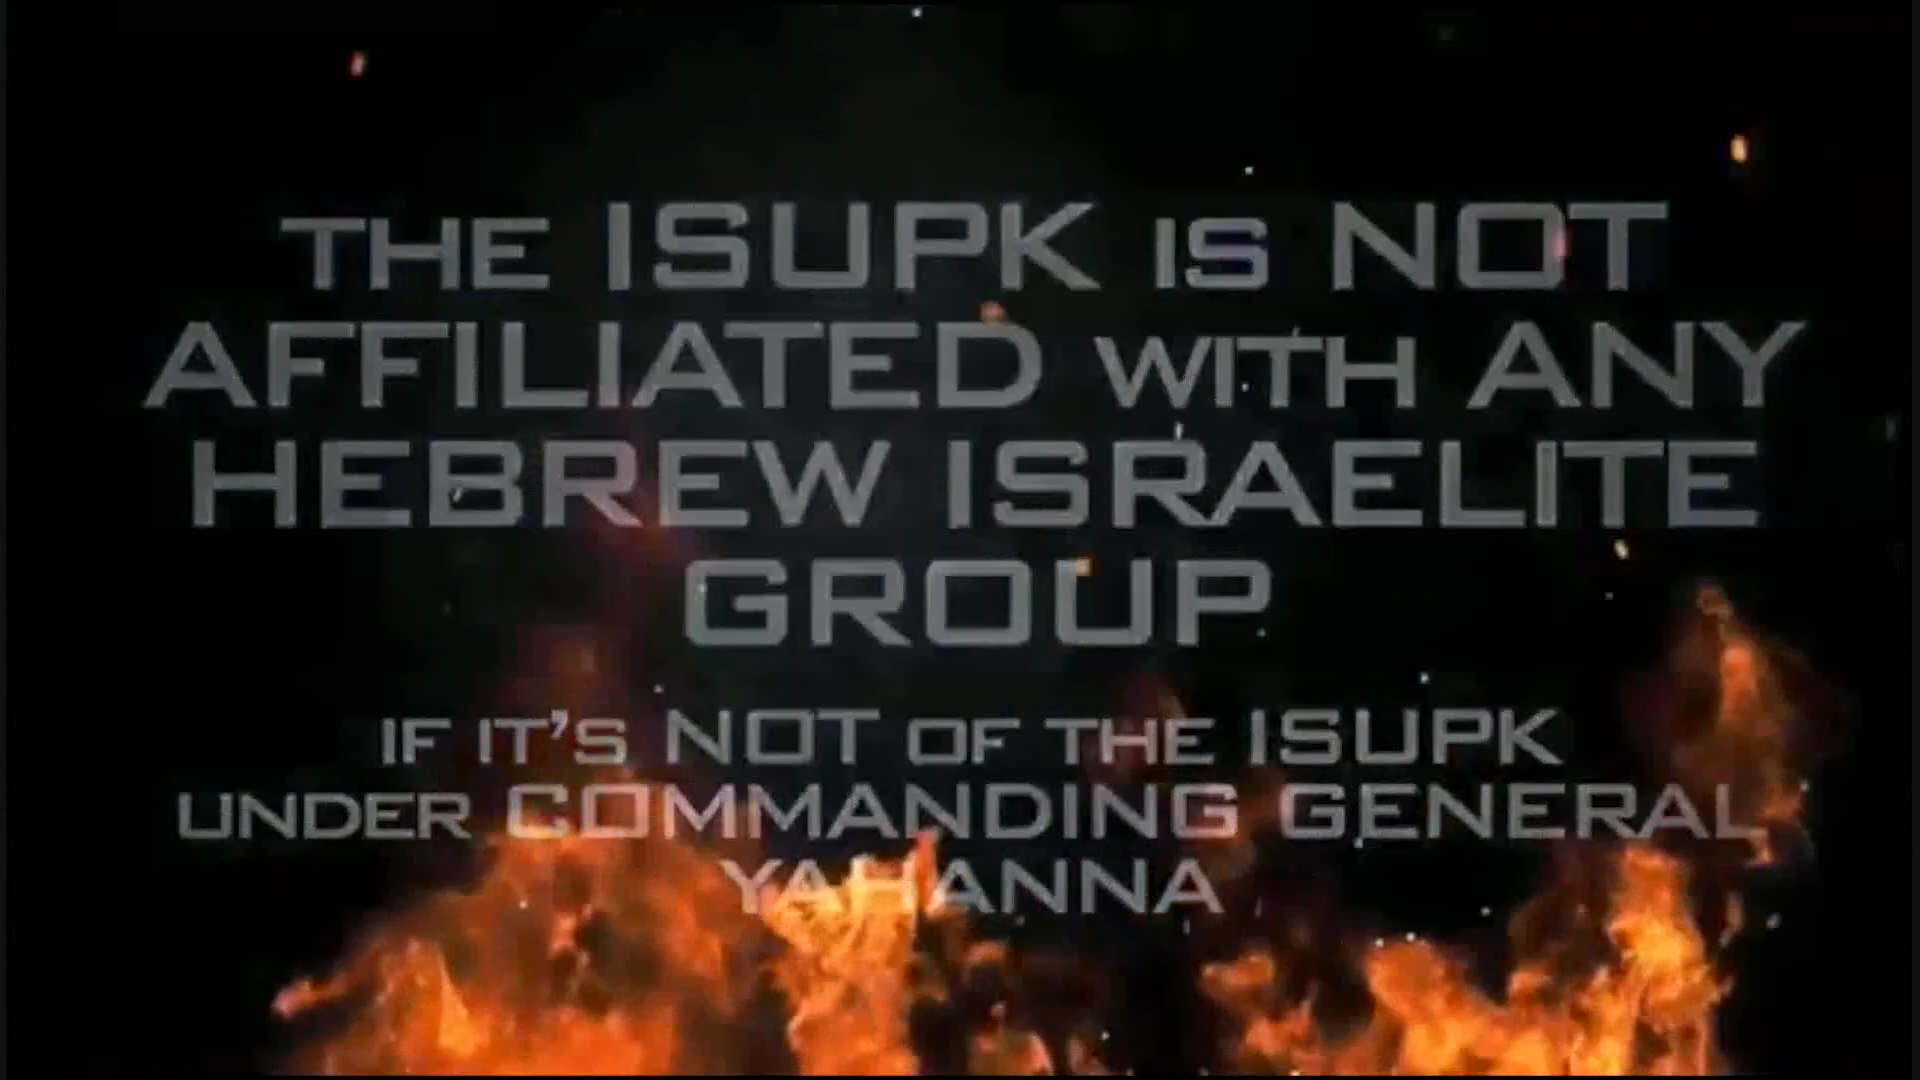 THE ISUPK IS NOT
AFFILIATED WITH ANY
HEBREW ISRAELITE
GROUP
IF IT'S NOT OF THE ISUPK
UNDER COMMANDING GENERAL
YAHANNA